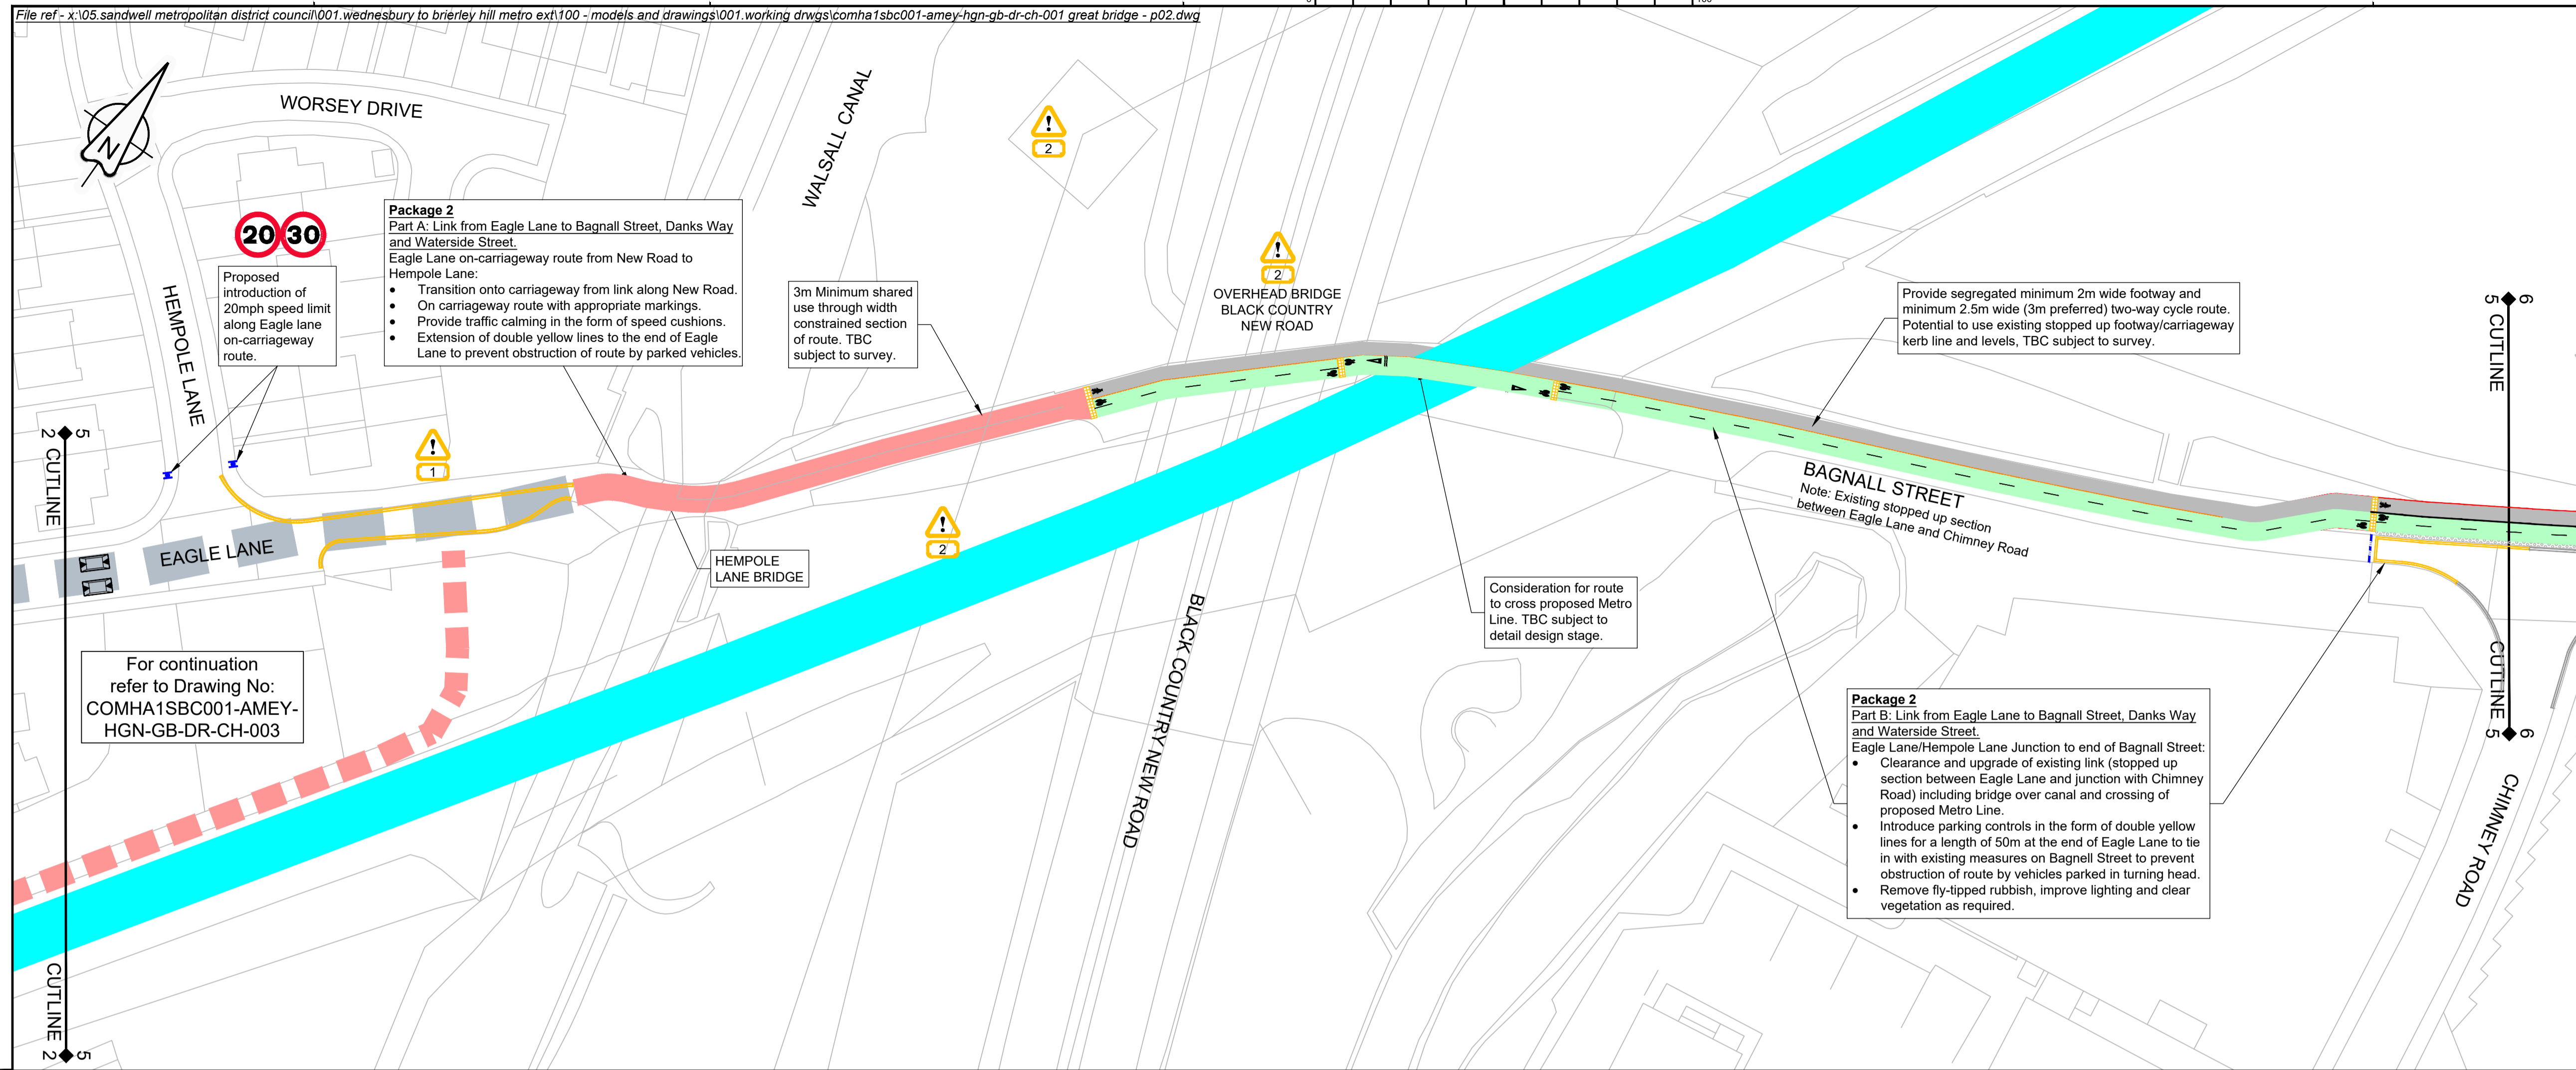 File ref - x:\05.sandwell metropolitan district council\001.wednesbury to brierley hill metro ext\100 - models and drawings\001.working drwgs\comha1sbc001-amey-hgn-gb-dr-ch-001 great bridge - p02.dwg
WORSEY DRIVE
N
20 30
Proposed
introduction of
20mph speed limit
along Eagle lane
on-carriageway
route.
HEMPOLE LANE
Package 2
Part A: Link from Eagle Lane to Bagnall Street, Danks Way
and Waterside Street.
Eagle Lane on-carriageway route from New Road to
Hempole Lane:
● Transition onto carriageway from link along New Road.
● On carriageway route with appropriate markings.
● Provide traffic calming in the form of speed cushions.
● Extension of double yellow lines to the end of Eagle
Lane to prevent obstruction of route by parked vehicles.
WALSALL CANAL
3m Minimum shared
use through width
constrained section
of route. TBC
subject to survey.
!
2
!
2
OVERHEAD BRIDGE
BLACK COUNTRY
NEW ROAD
Provide segregated minimum 2m wide footway and
minimum 2.5m wide (3m preferred) two-way cycle route.
Potential to use existing stopped up footway/carriageway
kerb line and levels, TBC subject to survey.
5 6
CUTLINE
2 5
CUTLINE
!
1
EAGLE LANE
HEMPOLE
LANE BRIDGE
!
2
BLACK COUNTRY NEW ROAD
BAGNALL STREET
Note: Existing stopped up section
between Eagle Lane and Chimney Road
Consideration for route
to cross proposed Metro
Line. TBC subject to
detail design stage.
For continuation
refer to Drawing No:
COMHA1SBC001-AMEY-
HGN-GB-DR-CH-003
Package 2
Part B: Link from Eagle Lane to Bagnall Street, Danks Way
and Waterside Street.
Eagle Lane/Hempole Lane Junction to end of Bagnall Street:
● Clearance and upgrade of existing link (stopped up
section between Eagle Lane and junction with Chimney
Road) including bridge over canal and crossing of
proposed Metro Line.
● Introduce parking controls in the form of double yellow
lines for a length of 50m at the end of Eagle Lane to tie
in with existing measures on Bagnell Street to prevent
obstruction of route by vehicles parked in turning head.
● Remove fly-tipped rubbish, improve lighting and clear
vegetation as required.
CUTLINE
5 6
CHIMNEY ROAD
CUTLINE
2 5